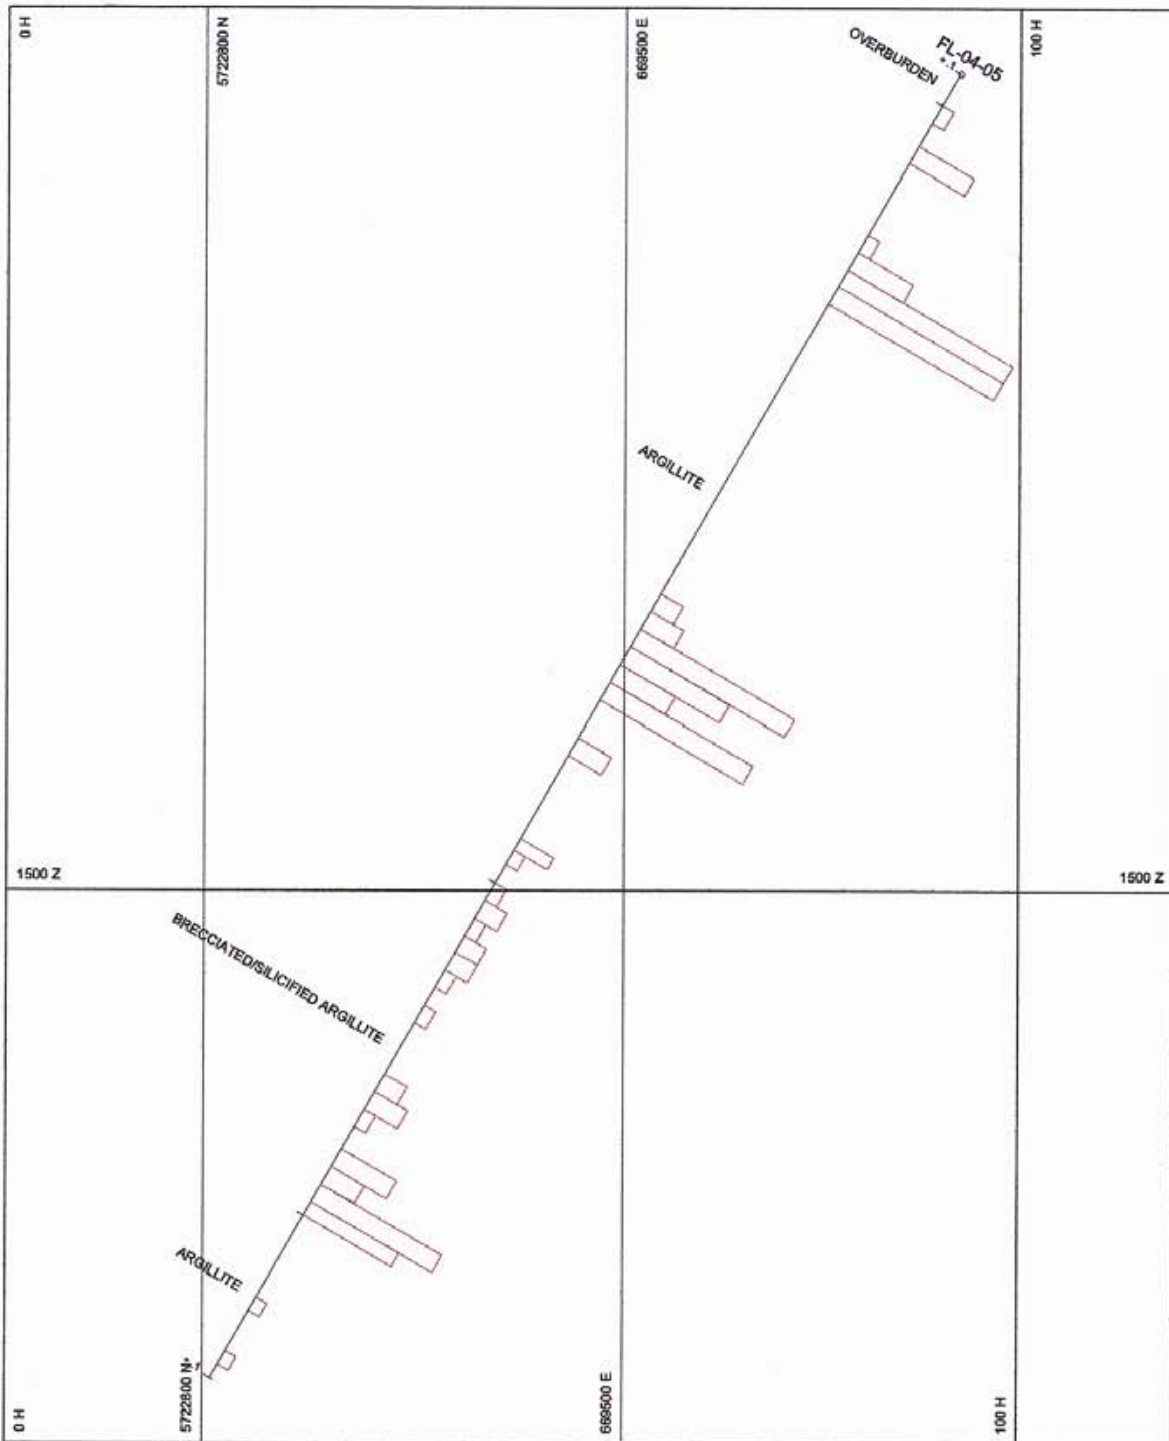 0 H
5722800 N
669500 E
100 H
OVERBURDEN
FL-04-05
ARGILLITE
1500 Z
1500 Z
BRECCIATED/SILICIFIED ARGILLITE
ARGILLITE
0 H
5722800 N
669500 E
100 H